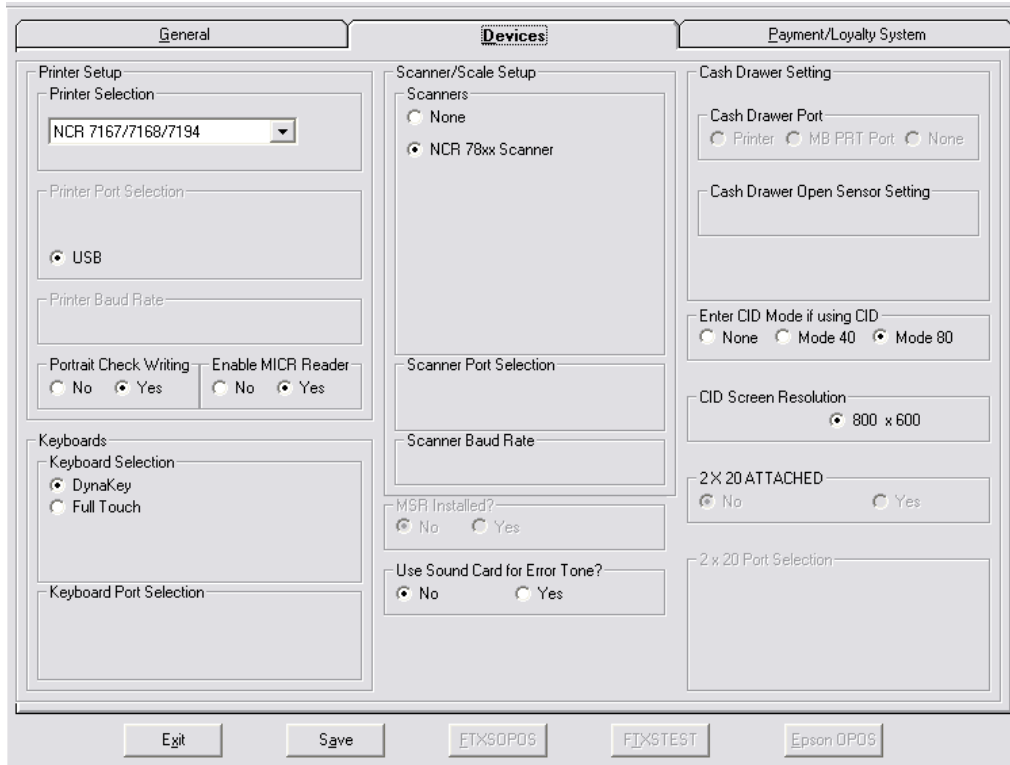 General
Devices
Payment/Loyalty System
Printer Setup
Printer Selection
NCR 7167/7168/7194
Printer Port Selection
USB
Printer Baud Rate
Portrait Check Writing
No Yes
Enable MICR Reader
No Yes
Keyboards
Keyboard Selection
DynaKey
Full Touch
Keyboard Port Selection
Scanner/Scale Setup
Scanners
None
NCR 78xx Scanner
Scanner Port Selection
Scanner Baud Rate
MSR Installed?
No Yes
Use Sound Card for Error Tone?
No Yes
Cash Drawer Setting
Cash Drawer Port
Printer MB PRT Port None
Cash Drawer Open Sensor Setting
Enter CID Mode if using CID
None Mode 40 Mode 80
CID Screen Resolution
800 x 600
2 X 20 ATTACHED
No Yes
2 x 20 Port Selection
Exit
Save
FTXSOPOS
FTXSTEST
Epson OPOS